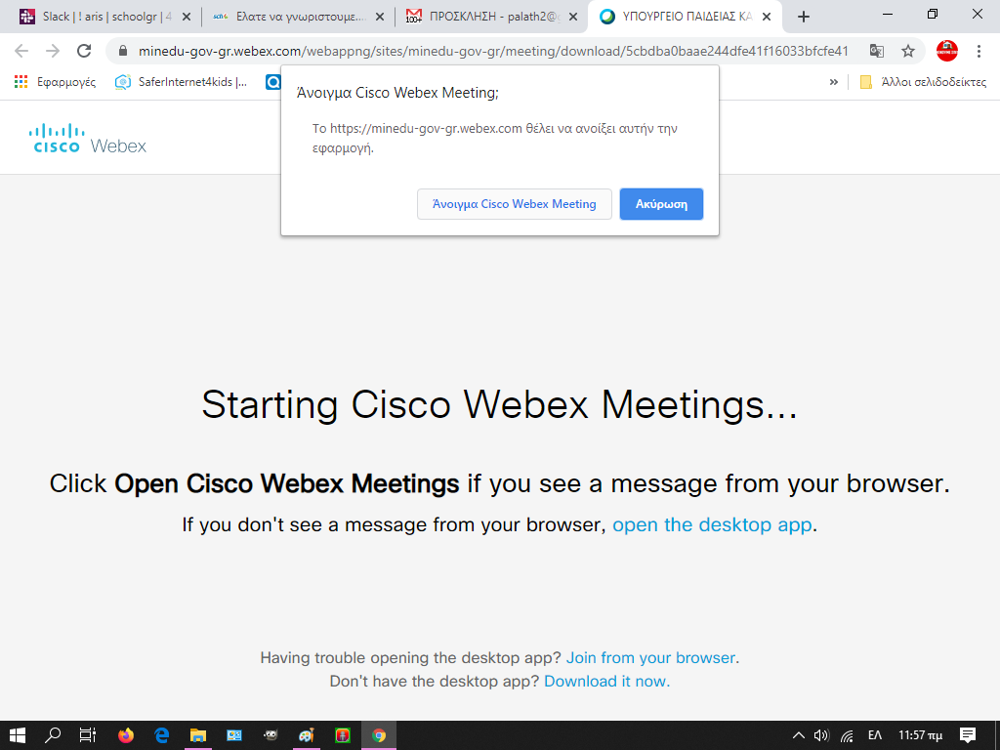 Slack | ! aris | schoolgr | 4
Ελατε να γνωριστουμε...
ΠΡΟΣΚΛΗΣΗ - palath2@
ΥΠΟΥΡΓΕΙΟ ΠΑΙΔΕΙΑΣ ΚΑ
minedu-gov-gr.webex.com/webappng/sites/minedu-gov-gr/meeting/download/5cbdba0baae244dfe41f16033bfcfe41
Εφαρμογές
SaferInternet4kids |...
»
Άλλοι σελιδοδείκτες
Άνοιγμα Cisco Webex Meeting;
Το https://minedu-gov-gr.webex.com θέλει να ανοίξει αυτήν την
εφαρμογή.
Άνοιγμα Cisco Webex Meeting
Ακύρωση
cisco Webex
Starting Cisco Webex Meetings...
Click Open Cisco Webex Meetings if you see a message from your browser.
If you don't see a message from your browser, open the desktop app.
Having trouble opening the desktop app? Join from your browser.
Don't have the desktop app? Download it now.
ΕΛ
11:57 πμ